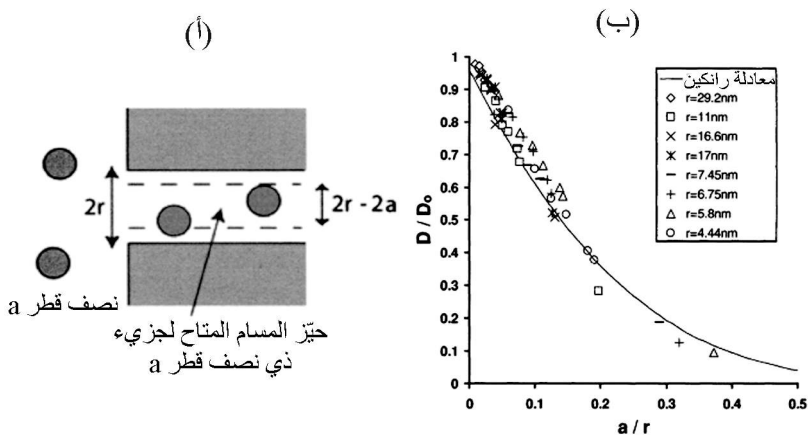 (أ)
2r
2r - 2a
نصف قطر a
حيّز المسام المتاح لجزيء
ذي نصف قطر a
(ب)
D / Dₒ
1
0.9
0.8
0.7
0.6
0.5
0.4
0.3
0.2
0.1
0
0
0.1
0.2
0.3
0.4
0.5
a / r
معادلة رانكين
r=29.2nm
r=11nm
r=16.6nm
r=17nm
r=7.45nm
r=6.75nm
r=5.8nm
r=4.44nm